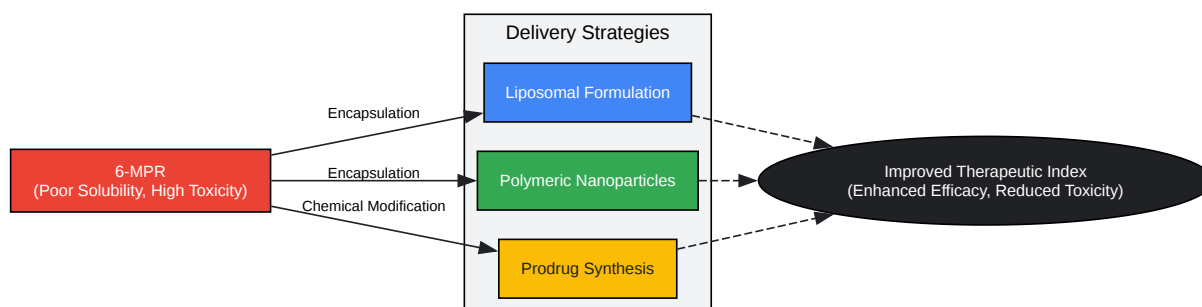 Delivery Strategies
Liposomal Formulation
Encapsulation
6-MPR
(Poor Solubility, High Toxicity)
Encapsulation
Polymeric Nanoparticles
Improved Therapeutic Index
(Enhanced Efficacy, Reduced Toxicity)
Chemical Modification
Prodrug Synthesis